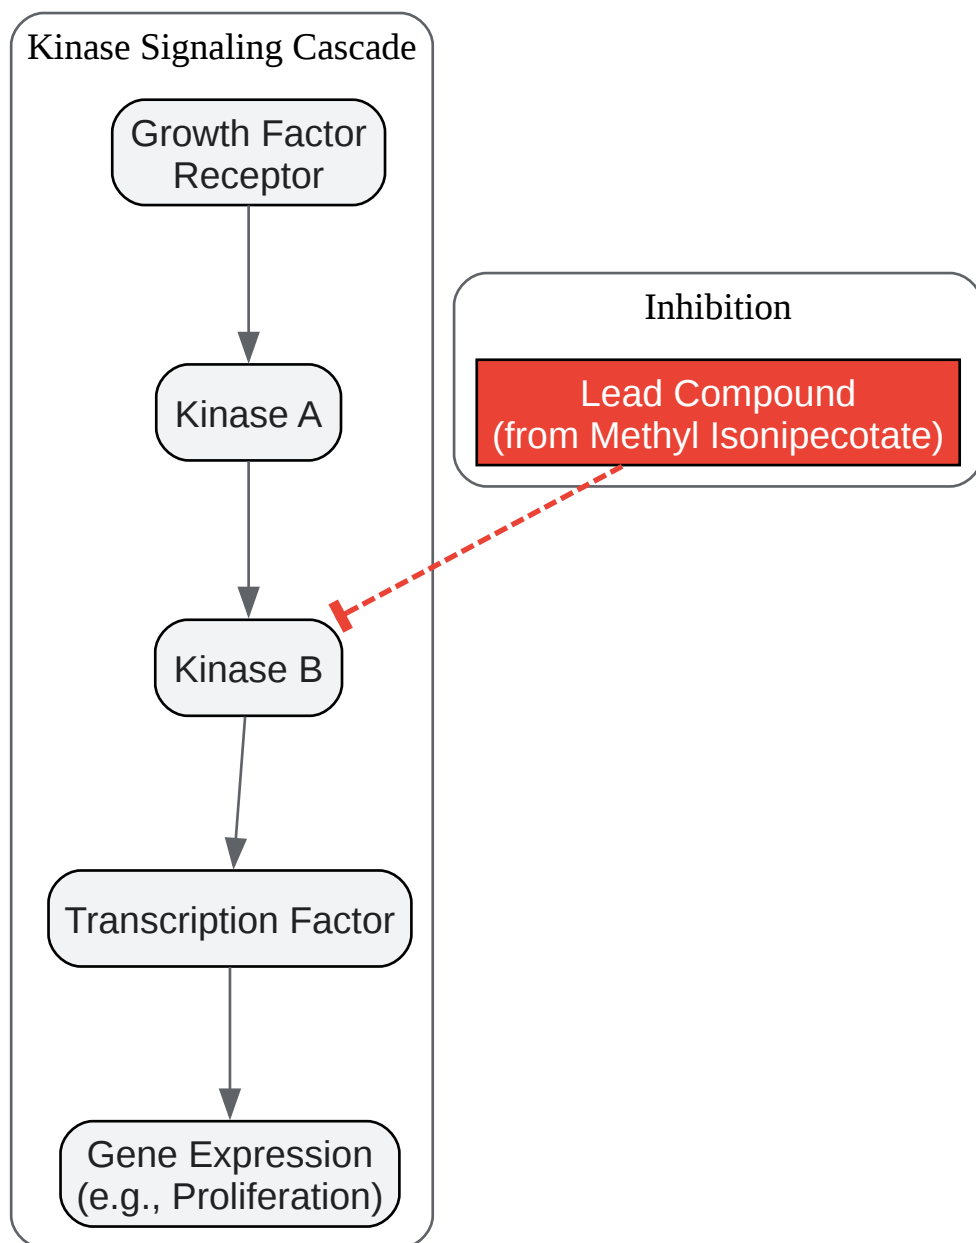 Kinase Signaling Cascade
Growth Factor
Receptor
Kinase A
Kinase B
Transcription Factor
Gene Expression
(e.g., Proliferation)
Inhibition
Lead Compound
(from Methyl Isonipecotate)